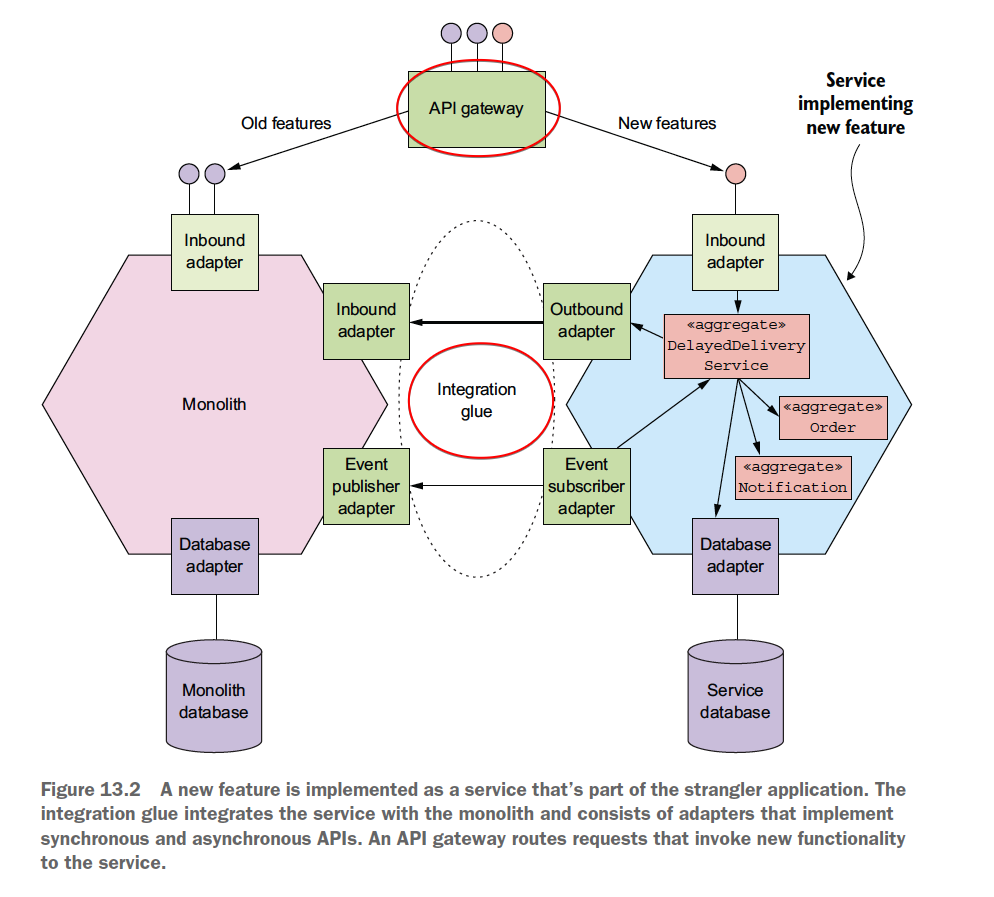 API gateway
Old features
New features
Service
implementing
new feature
Inbound
adapter
Inbound
adapter
Inbound
adapter
Outbound
adapter
«aggregate»
DelayedDelivery
Service
Monolith
Integration
glue
«aggregate»
Order
Event
publisher
adapter
Event
subscriber
adapter
«aggregate»
Notification
Database
adapter
Database
adapter
Monolith
database
Service
database
Figure 13.2 A new feature is implemented as a service that’s part of the strangler application. The
integration glue integrates the service with the monolith and consists of adapters that implement
synchronous and asynchronous APIs. An API gateway routes requests that invoke new functionality
to the service.